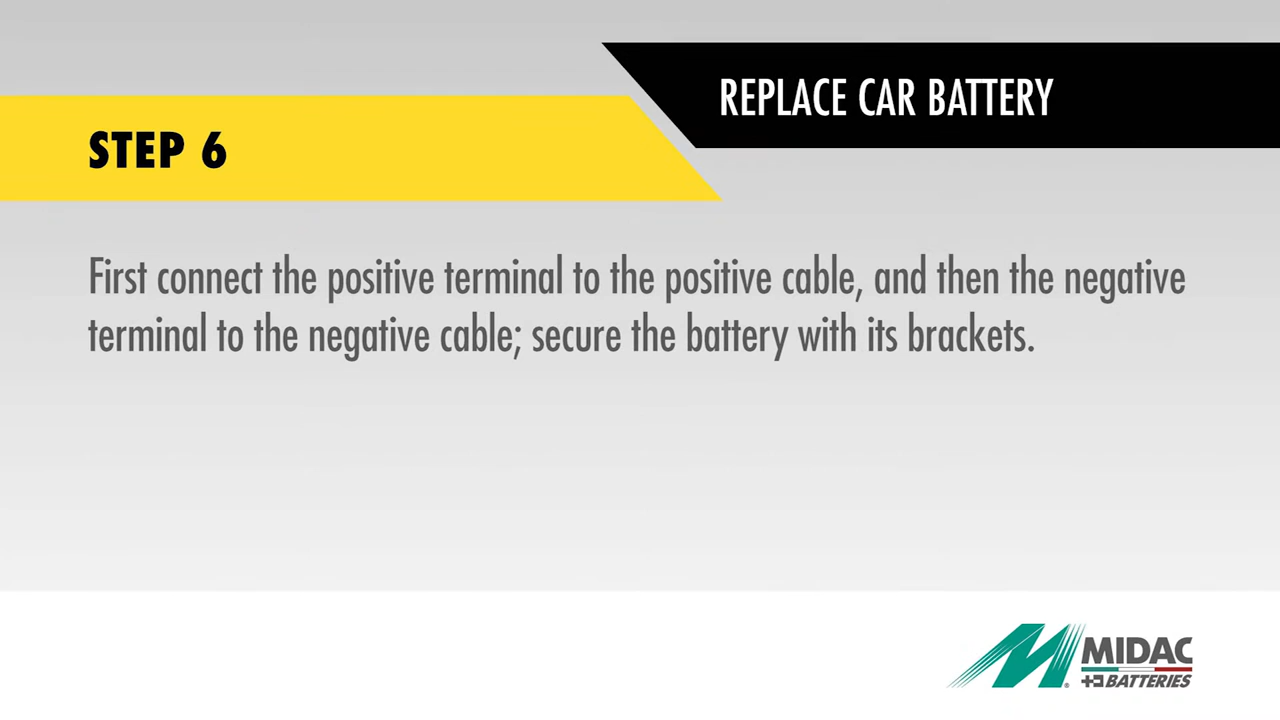 REPLACE CAR BATTERY
STEP 6
First connect the positive terminal to the positive cable, and then the negative
terminal to the negative cable; secure the battery with its brackets.
MIDAC
BATTERIES